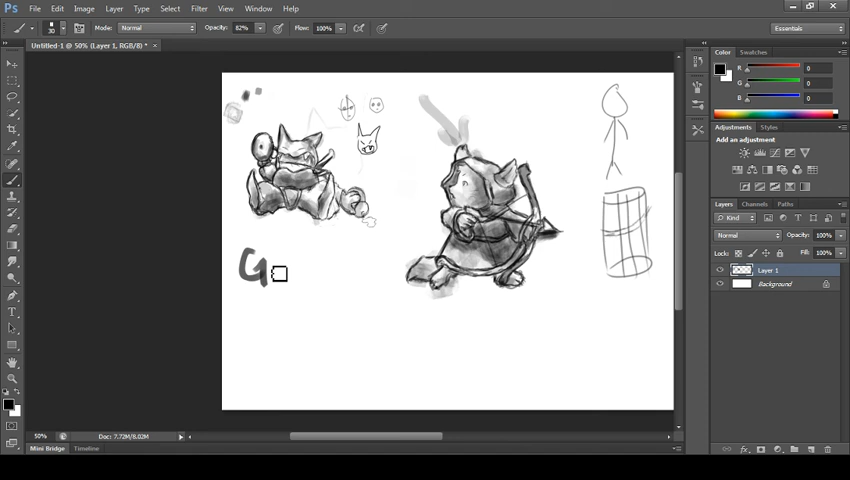 Ps File Edit Image Layer Type Select Filter View Window Help
30 Mode: Normal Opacity: 82% Flow: 100% Essentials
Untitled-1 @ 50% (Layer 1, RGB/8) * ×
Color Swatches
R 0
G 0
B 0
Adjustments Styles
Add an adjustment
Layers Channels Paths
Kind
Normal Opacity: 100%
Lock: Fill: 100%
Layer 1
Background
G
50% Doc: 7.72M/8.02M
Mini Bridge Timeline